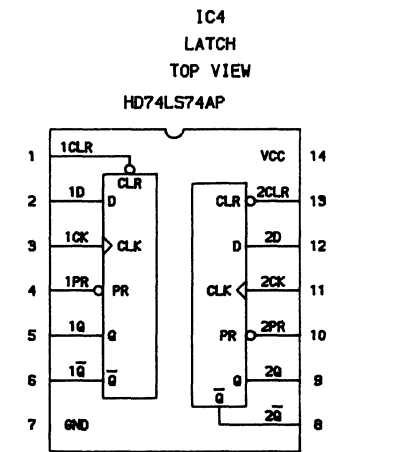 IC4
LATCH
TOP VIEW
HD74LS74AP
1 1CLR VCC 14
CLR
2 1D D CLR 2CLR 13
3 1CK CLK D 2D 12
4 1PR PR CLK 2CK 11
5 1Q Q PR 2PR 10
6 1Q̅ Q̅ Q 2Q 9
Q̅
7 GND 2Q̅ 8